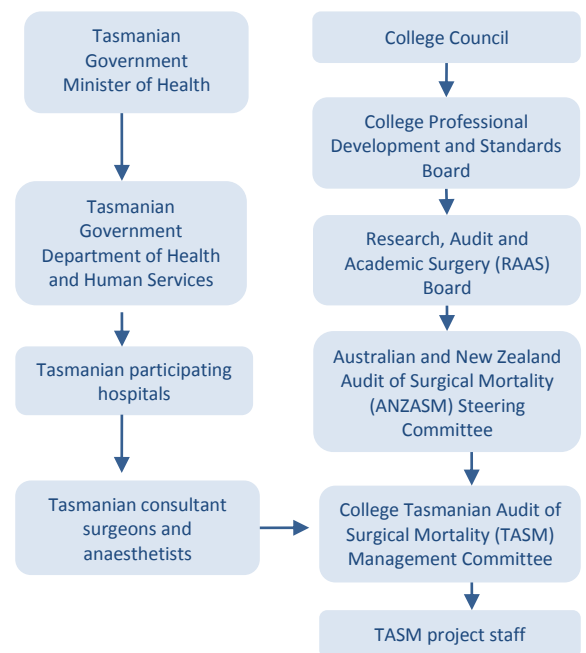 Tasmanian
Government
Minister of Health
Tasmanian
Government
Department of Health
and Human Services
Tasmanian participating
hospitals
Tasmanian consultant
surgeons and
anaesthetists
College Council
College Professional
Development and Standards
Board
Research, Audit and
Academic Surgery (RAAS)
Board
Australian and New Zealand
Audit of Surgical Mortality
(ANZASM) Steering
Committee
College Tasmanian Audit of
Surgical Mortality (TASM)
Management Committee
TASM project staff